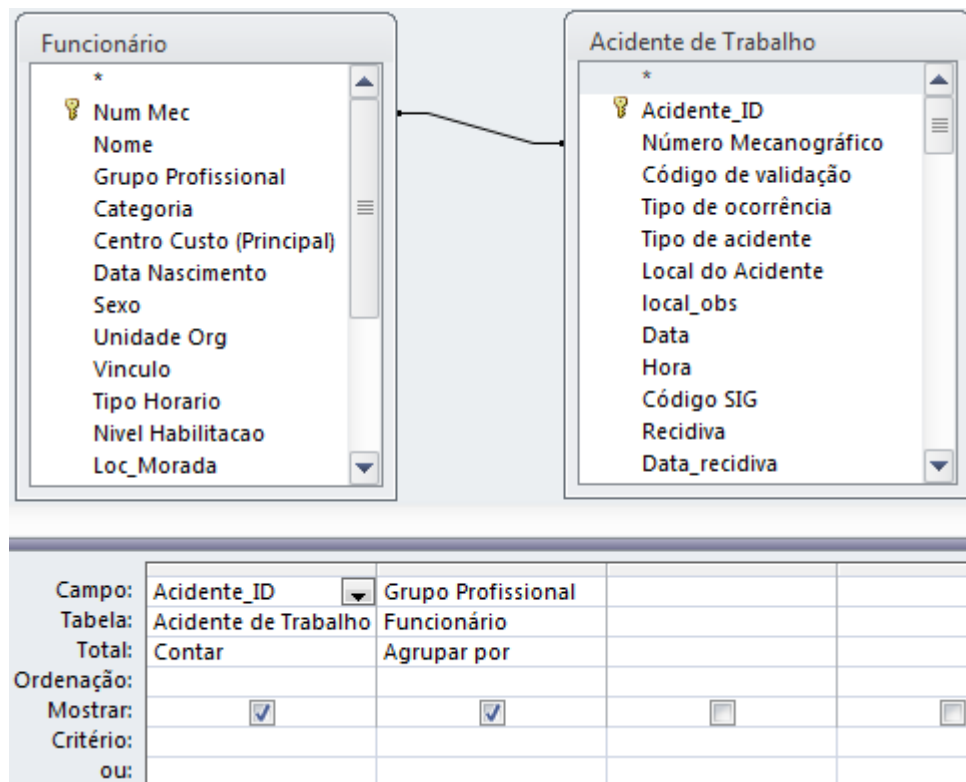 Funcionário
*
Num Mec
Nome
Grupo Profissional
Categoria
Centro Custo (Principal)
Data Nascimento
Sexo
Unidade Org
Vinculo
Tipo Horario
Nivel Habilitacao
Loc_Morada
Acidente de Trabalho
*
Acidente_ID
Número Mecanográfico
Código de validação
Tipo de ocorrência
Tipo de acidente
Local do Acidente
local_obs
Data
Hora
Código SIG
Recidiva
Data_recidiva
Campo: Acidente_ID Grupo Profissional
Tabela: Acidente de Trabalho Funcionário
Total: Contar Agrupar por
Ordenação:
Mostrar:
Critério:
ou: